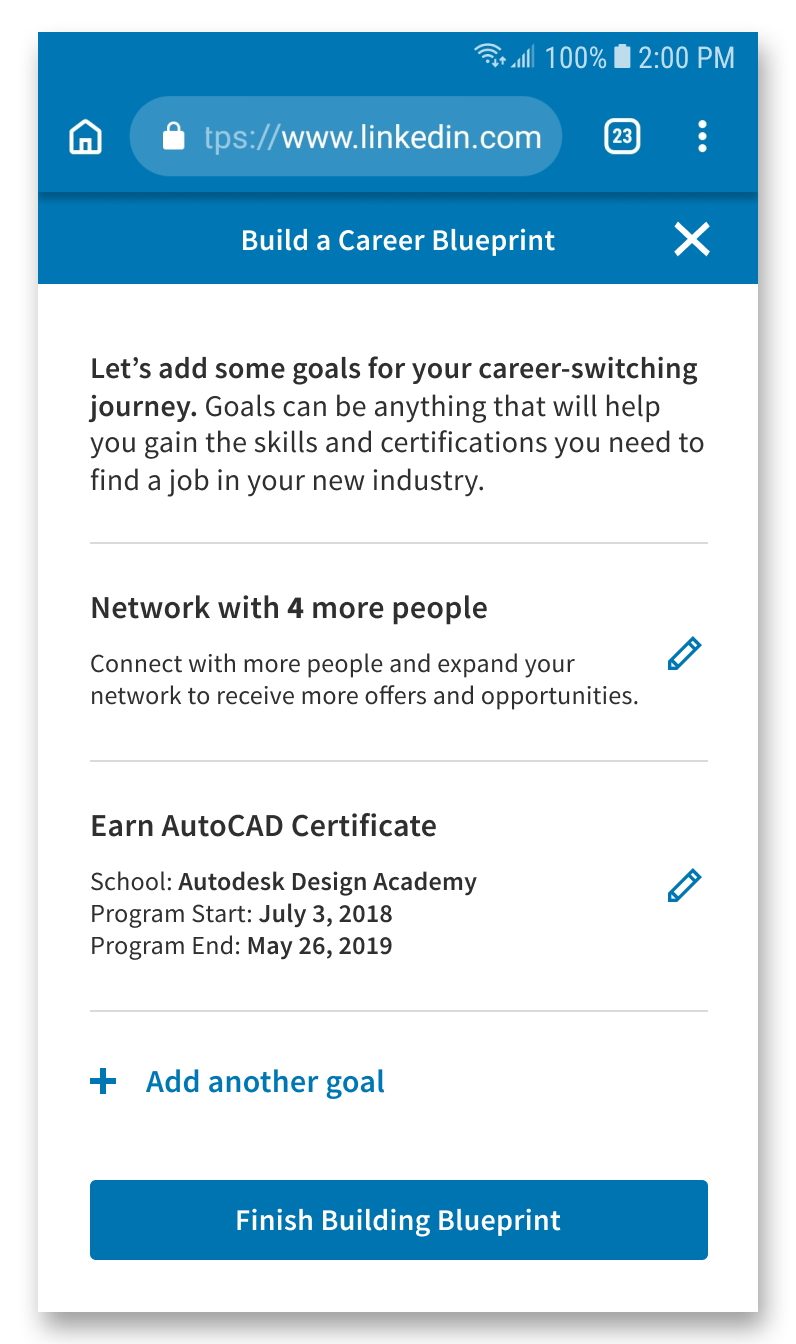 100% 2:00 PM
tps://www.linkedin.com 23
Build a Career Blueprint
Let’s add some goals for your career-switching
journey. Goals can be anything that will help
you gain the skills and certifications you need to
find a job in your new industry.
Network with 4 more people
Connect with more people and expand your
network to receive more offers and opportunities.
Earn AutoCAD Certificate
School: Autodesk Design Academy
Program Start: July 3, 2018
Program End: May 26, 2019
Add another goal
Finish Building Blueprint